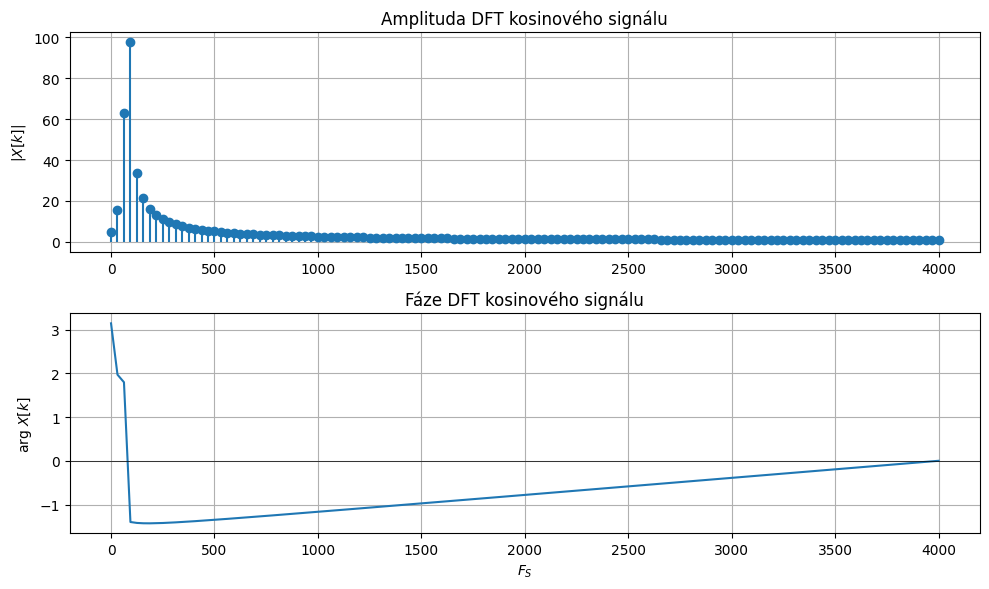 Amplituda DFT kosinového signálu
|X[k]|
100
80
60
40
20
0
0 500 1000 1500 2000 2500 3000 3500 4000
Fáze DFT kosinového signálu
arg X[k]
3
2
1
0
−1
0 500 1000 1500 2000 2500 3000 3500 4000
F_S